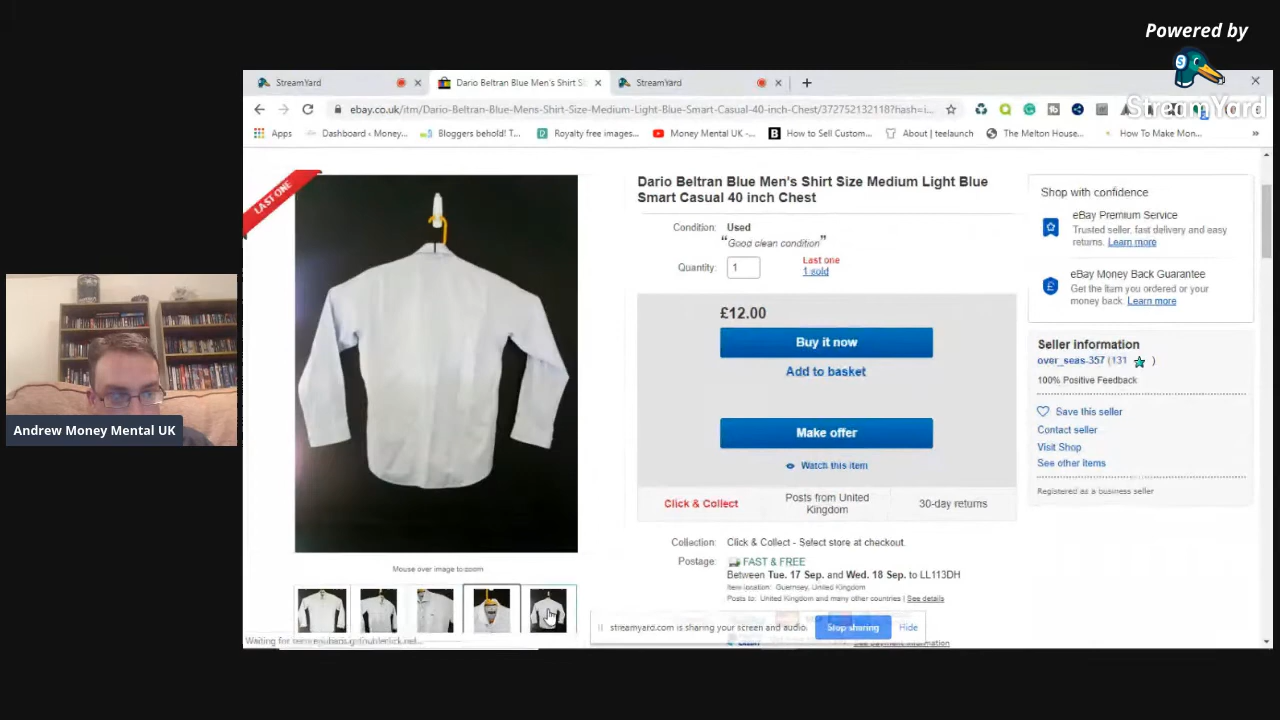 Powered by
StreamYard
StreamYard
Dario Beltran Blue Men's Shirt S
StreamYard
ebay.co.uk/itm/Dario-Beltran-Blue-Mens-Shirt-Size-Medium-Light-Blue-Smart-Casual-40-inch-Chest/372752132118?hash=i...
Apps
Dashboard ‹ Money...
Bloggers behold! T...
Royalty free images...
Money Mental UK -...
How to Sell Custom...
About | teelaunch
The Melton House...
How To Make Mon...
LAST ONE
Dario Beltran Blue Men's Shirt Size Medium Light Blue
Smart Casual 40 inch Chest
Condition: Used
"Good clean condition"
Quantity: 1
Last one
1 sold
£12.00
Buy it now
Add to basket
Make offer
Watch this item
Click & Collect
Posts from United
Kingdom
30-day returns
Collection: Click & Collect - Select store at checkout.
Postage: FAST & FREE
Between Tue. 17 Sep. and Wed. 18 Sep. to LL113DH
Item location: Guernsey, United Kingdom
Posts to: United Kingdom and many other countries | See details
See payment information
Shop with confidence
eBay Premium Service
Trusted seller, fast delivery and easy
returns. Learn more
eBay Money Back Guarantee
Get the item you ordered or your
money back. Learn more
Seller information
over_seas-357 (131 )
100% Positive Feedback
Save this seller
Contact seller
Visit Shop
See other items
Registered as a business seller
Mouse over image to zoom
streamyard.com is sharing your screen and audio.
Stop sharing
Hide
Waiting for
Andrew Money Mental UK